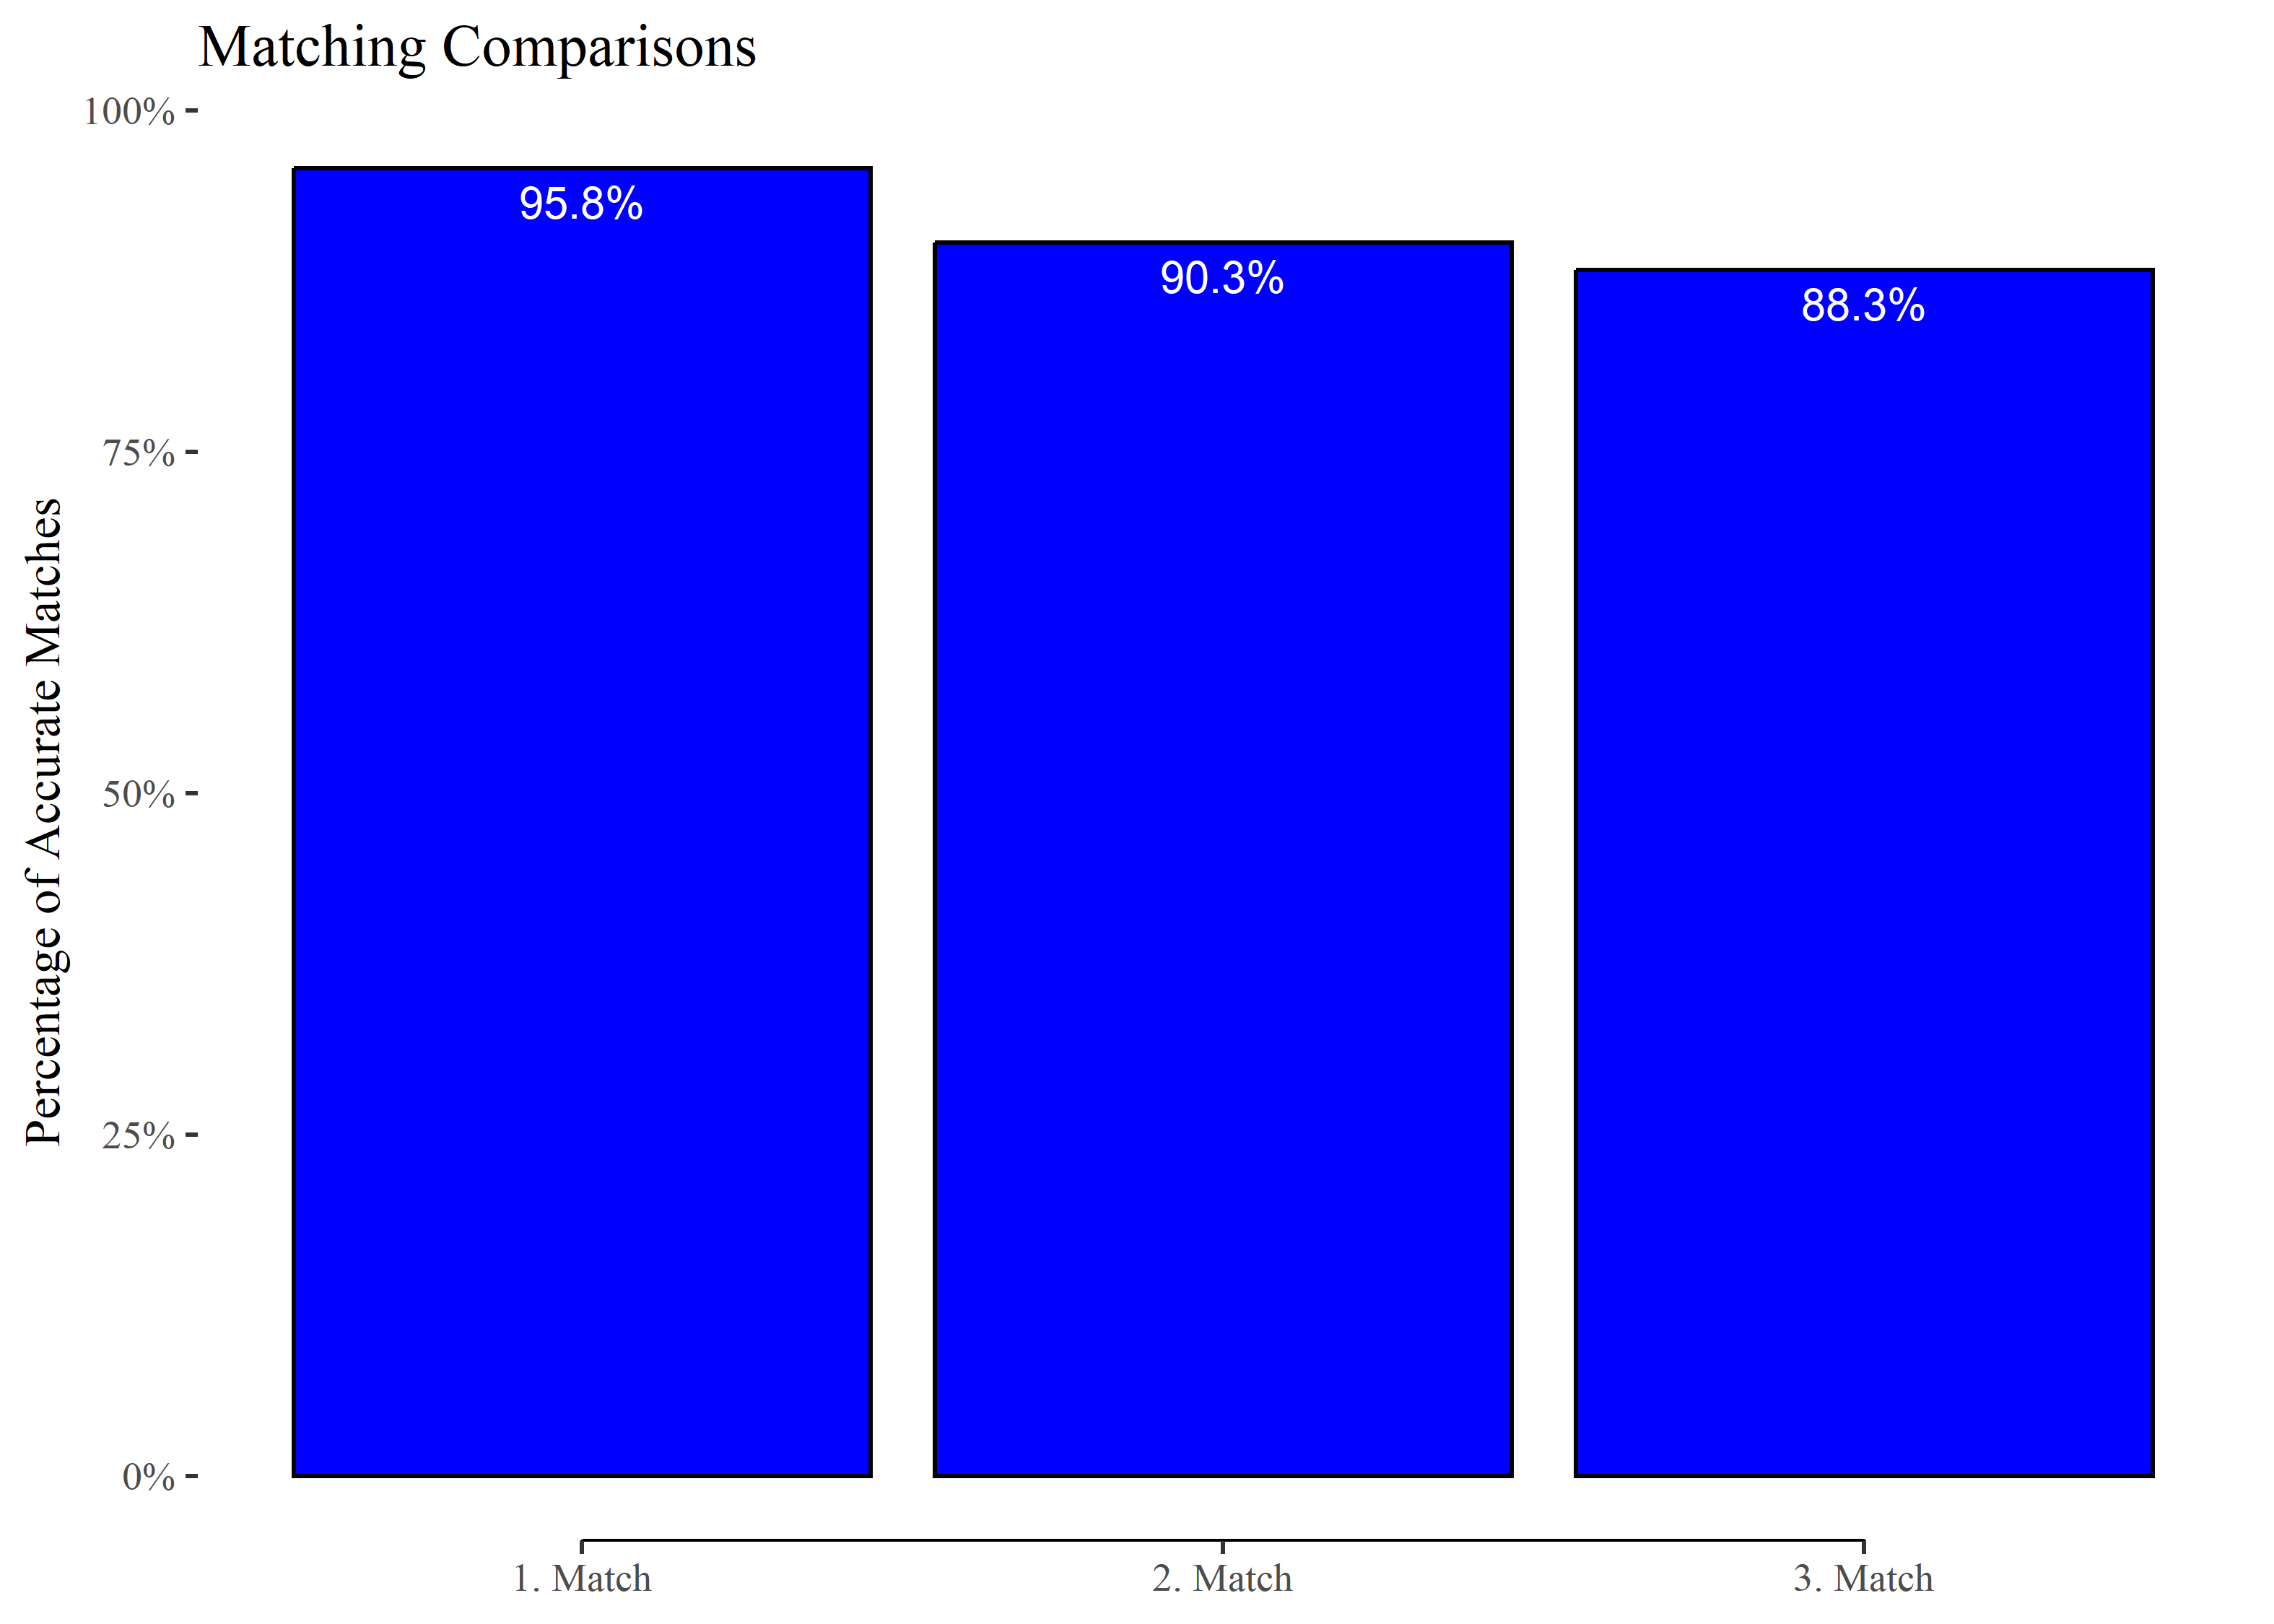 Matching Comparisons
100%
75%
50%
25%
0%
Percentage of Accurate Matches
95.8%
90.3%
88.3%
1. Match
2. Match
3. Match